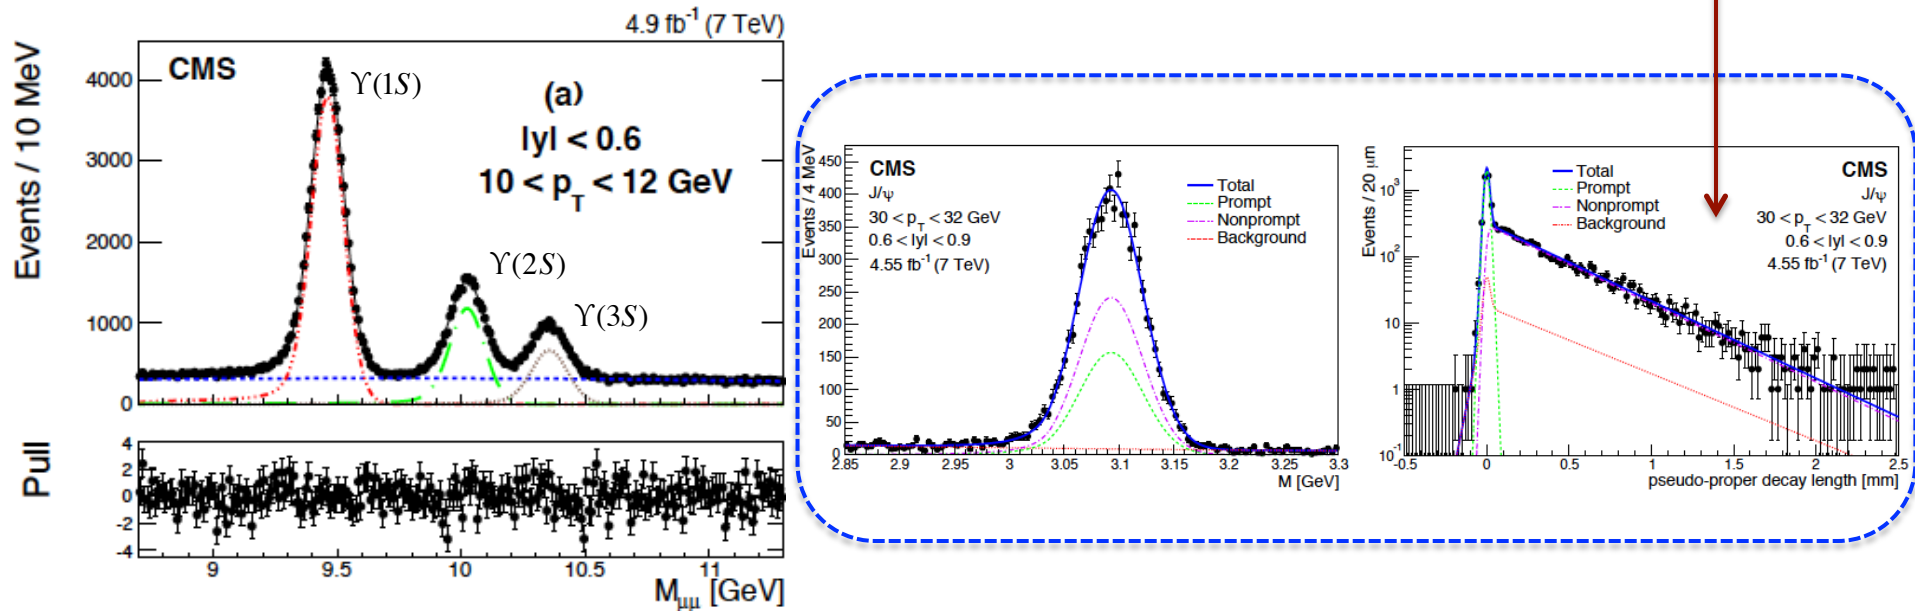 4.9 fb⁻¹ (7 TeV)
CMS
ϒ(1S)
(a)
|y| < 0.6
10 < p_T < 12 GeV
ϒ(2S)
ϒ(3S)
Events / 10 MeV
4000
3000
2000
1000
0
Pull
4
2
0
-2
-4
9 9.5 10 10.5 11
M_μμ [GeV]
Events / 4 MeV
450
400
350
300
250
200
150
100
50
0
CMS
J/ψ
30 < p_T < 32 GeV
0.6 < |y| < 0.9
4.55 fb⁻¹ (7 TeV)
Total
Prompt
Nonprompt
Background
2.85 2.9 2.95 3 3.05 3.1 3.15 3.2 3.25 3.3
M [GeV]
Events / 20 μm
10³
10²
10
1
10⁻¹
Total
Prompt
Nonprompt
Background
CMS
J/ψ
30 < p_T < 32 GeV
0.6 < |y| < 0.9
4.55 fb⁻¹ (7 TeV)
-0.5 0 0.5 1 1.5 2 2.5
pseudo-proper decay length [mm]